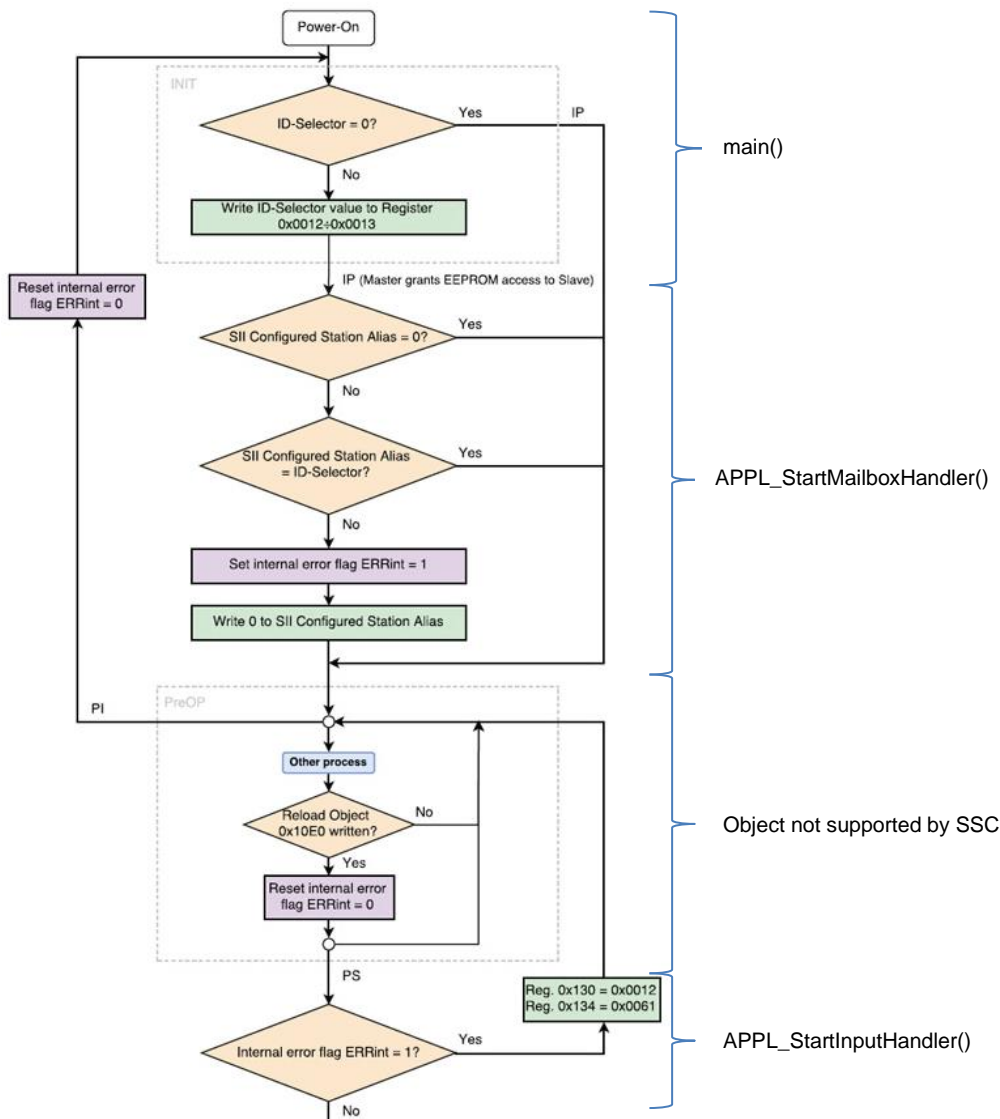 Power-On
INIT
ID-Selector = 0?
Yes
IP
main()
No
Write ID-Selector value to Register
0x0012÷0x0013
IP (Master grants EEPROM access to Slave)
Reset internal error
flag ERRint = 0
SII Configured Station Alias = 0?
Yes
No
SII Configured Station Alias
= ID-Selector?
Yes
APPL_StartMailboxHandler()
No
Set internal error flag ERRint = 1
Write 0 to SII Configured Station Alias
PreOP
PI
Other process
Reload Object
0x10E0 written?
No
Object not supported by SSC
Yes
Reset internal error
flag ERRint = 0
PS
Reg. 0x130 = 0x0012
Reg. 0x134 = 0x0061
Internal error flag ERRint = 1?
Yes
APPL_StartInputHandler()
No